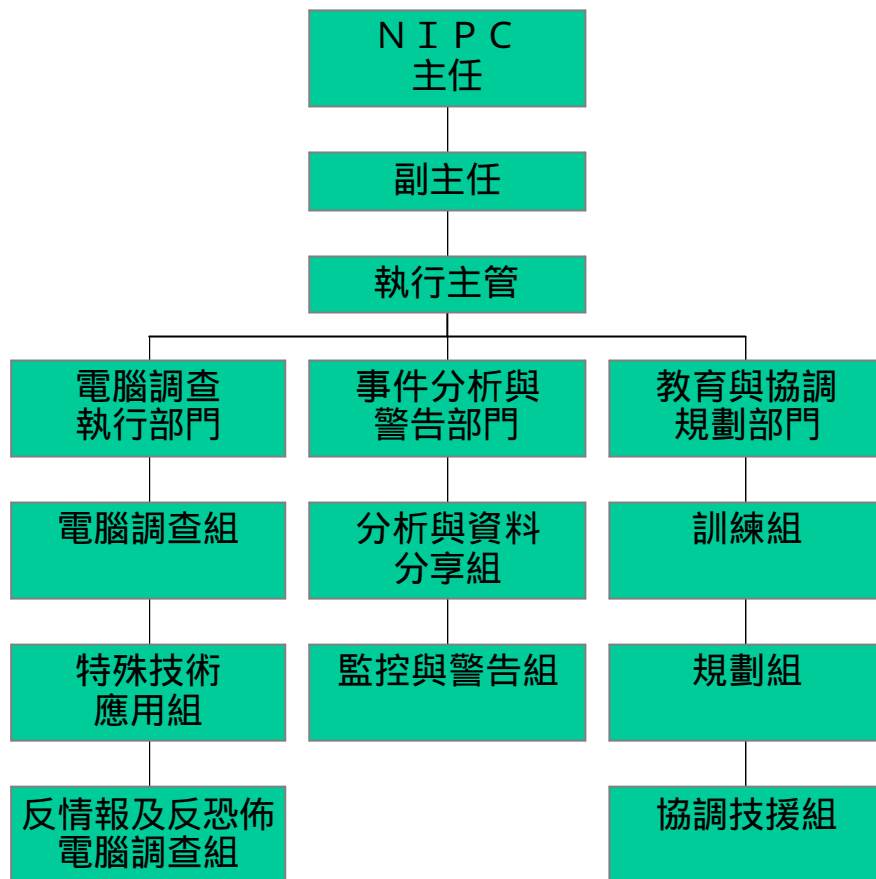 ＮＩＰＣ
主任
副主任
執行主管
電腦調查
執行部門
事件分析與
警告部門
教育與協調
規劃部門
電腦調查組
分析與資料
分享組
訓練組
特殊技術
應用組
監控與警告組
規劃組
反情報及反恐佈
電腦調查組
協調技援組